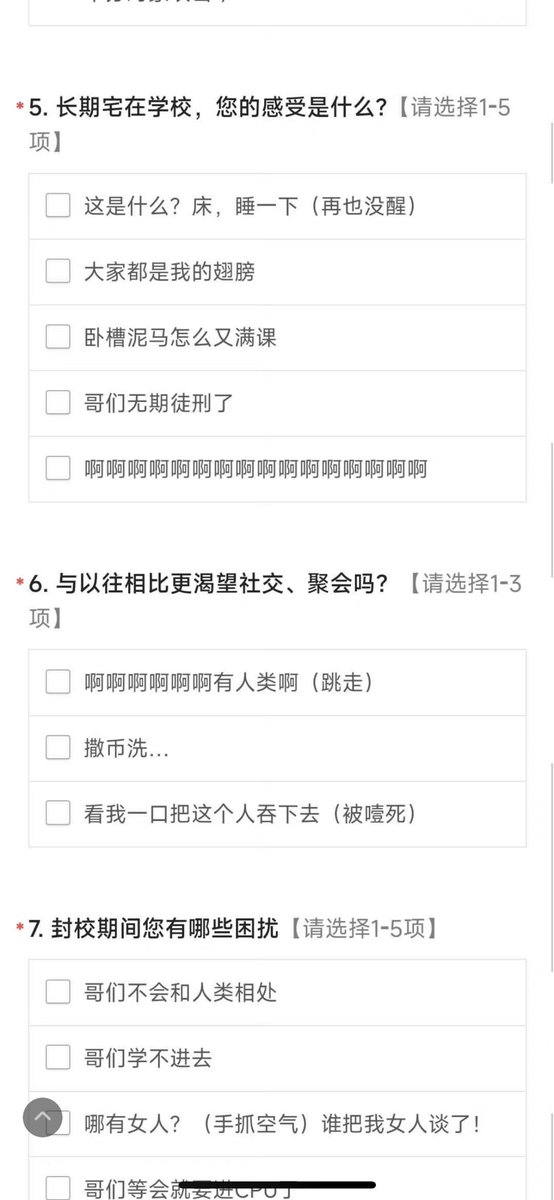 *5. 长期宅在学校，您的感受是什么?【请选择1-5
项】
这是什么？床，睡一下（再也没醒）
大家都是我的翅膀
卧槽泥马怎么又满课
哥们无期徒刑了
啊啊啊啊啊啊啊啊啊啊啊啊啊啊啊啊
*6. 与以往相比更渴望社交、聚会吗? 【请选择1-3
项】
啊啊啊啊啊啊有人类啊（跳走）
撒币洗...
看我一口把这个人吞下去（被噎死）
*7. 封校期间您有哪些困扰【请选择1-5项】
哥们不会和人类相处
哥们学不进去
哪有女人？（手抓空气）谁把我女人谈了!
哥们等会就要进CPU了